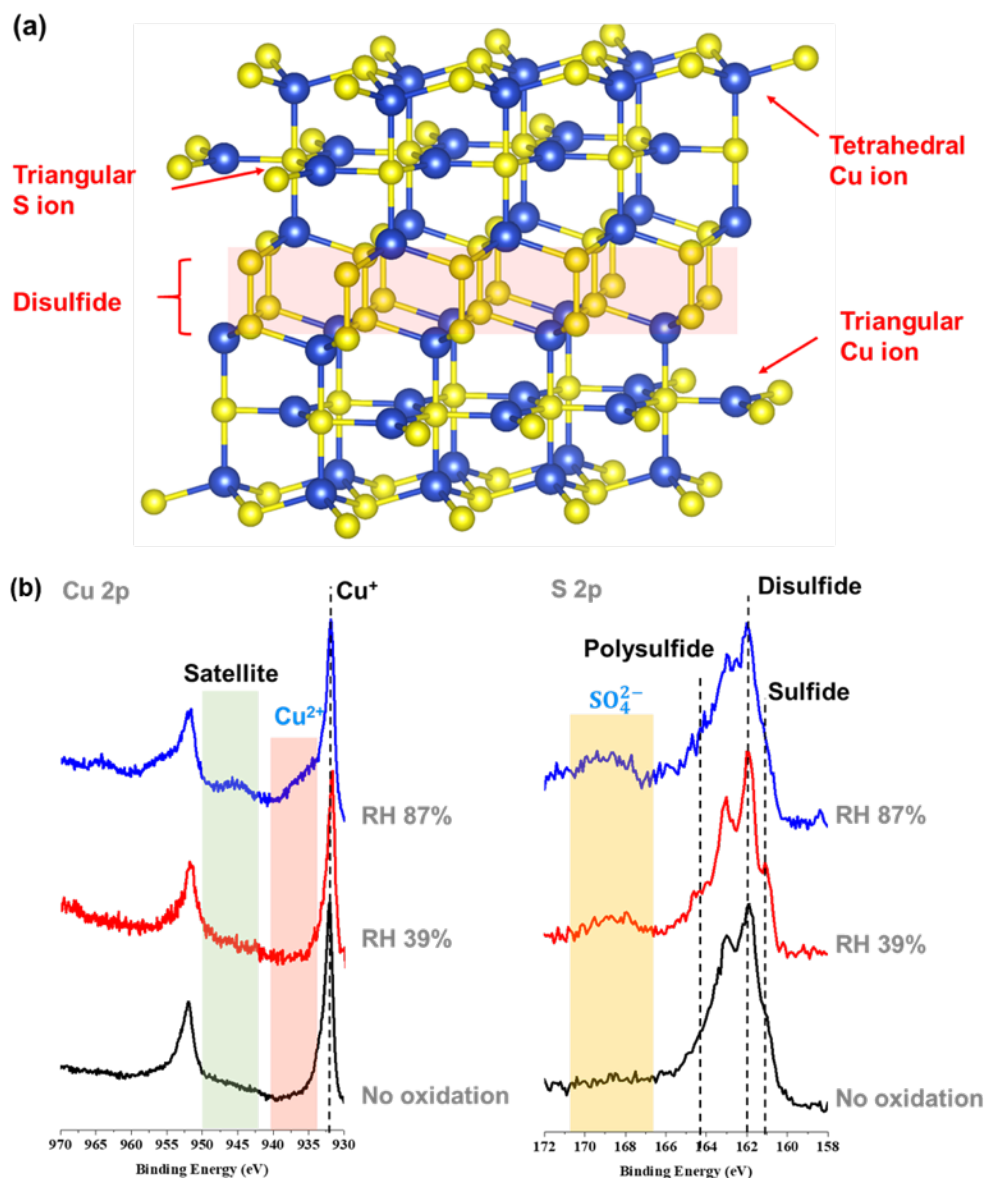 (a)
Triangular
S ion
Tetrahedral
Cu ion
Disulfide
Triangular
Cu ion
(b)
Cu 2p
Cu⁺
Satellite
Cu²⁺
RH 87%
RH 39%
No oxidation
970 965 960 955 950 945 940 935 930
Binding Energy (eV)
S 2p
Disulfide
Polysulfide
Sulfide
SO₄²⁻
RH 87%
RH 39%
No oxidation
172 170 168 166 164 162 160 158
Binding Energy (eV)